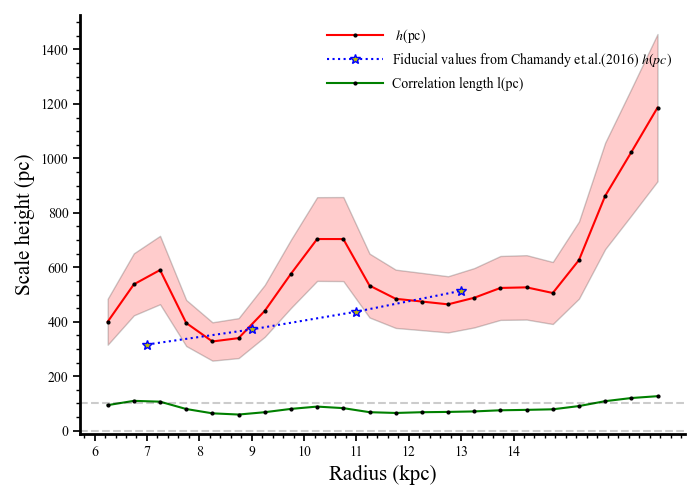 h(pc)
Fiducial values from Chamandy et.al.(2016) h(pc)
Correlation length l(pc)
Scale height (pc)
1400
1200
1000
800
600
400
200
0
6 7 8 9 10 11 12 13 14
Radius (kpc)